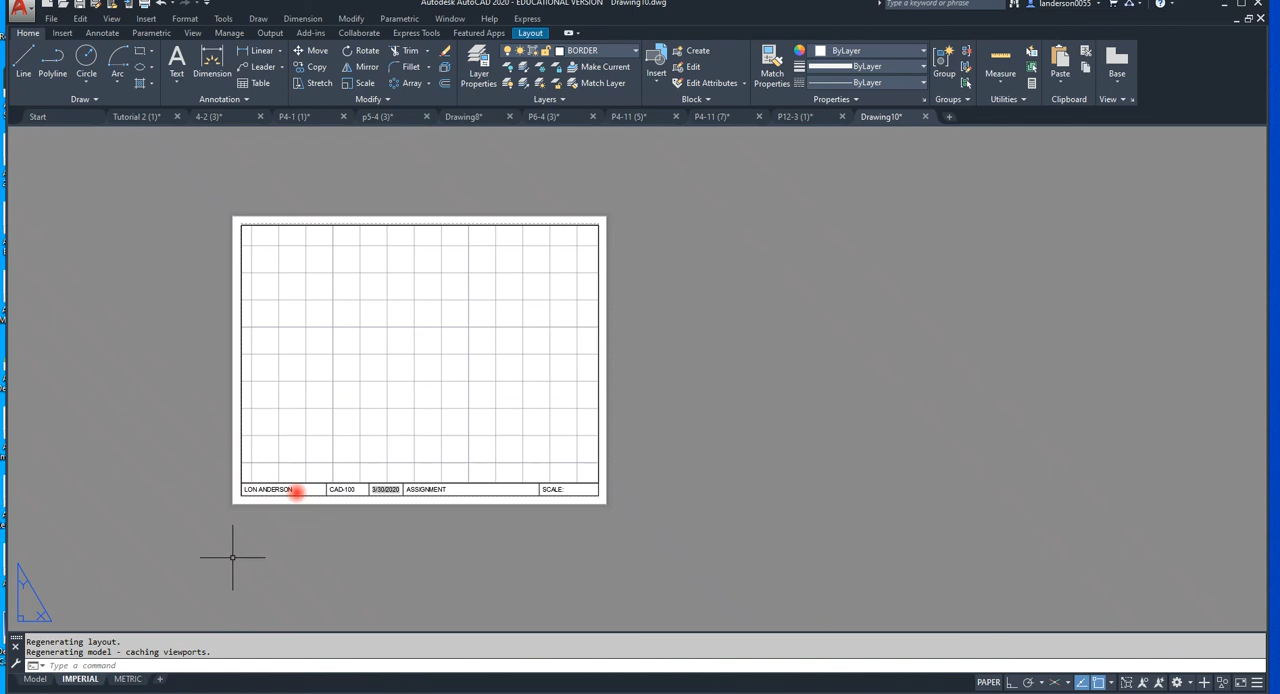 Autodesk AutoCAD 2020 - EDUCATIONAL VERSION Drawing10.dwg
Type a keyword or phrase landerson0055
File Edit View Insert Format Tools Draw Dimension Modify Parametric Window Help Express
Home Insert Annotate Parametric View Manage Output Add-ins Collaborate Express Tools Featured Apps Layout
Line Polyline Circle Arc Text Dimension Linear Leader Table
Move Copy Stretch Rotate Mirror Scale Trim Fillet Array
Layer Properties BORDER Make Current Match Layer
Insert Create Edit Edit Attributes
Match Properties ByLayer ByLayer ByLayer
Group Measure Paste Base
Draw Annotation Modify Layers Block Properties Groups Utilities Clipboard View
Start Tutorial 2 (1)* 4-2 (3)* P4-1 (1)* p5-4 (3)* Drawing8* P6-4 (3)* P4-11 (5)* P4-11 (7)* P12-3 (1)* Drawing10*
LON ANDERSON CAD-100 3/30/2020 ASSIGNMENT SCALE:
Y
X
Regenerating layout.
Regenerating model - caching viewports.
Type a command
Model IMPERIAL METRIC + PAPER